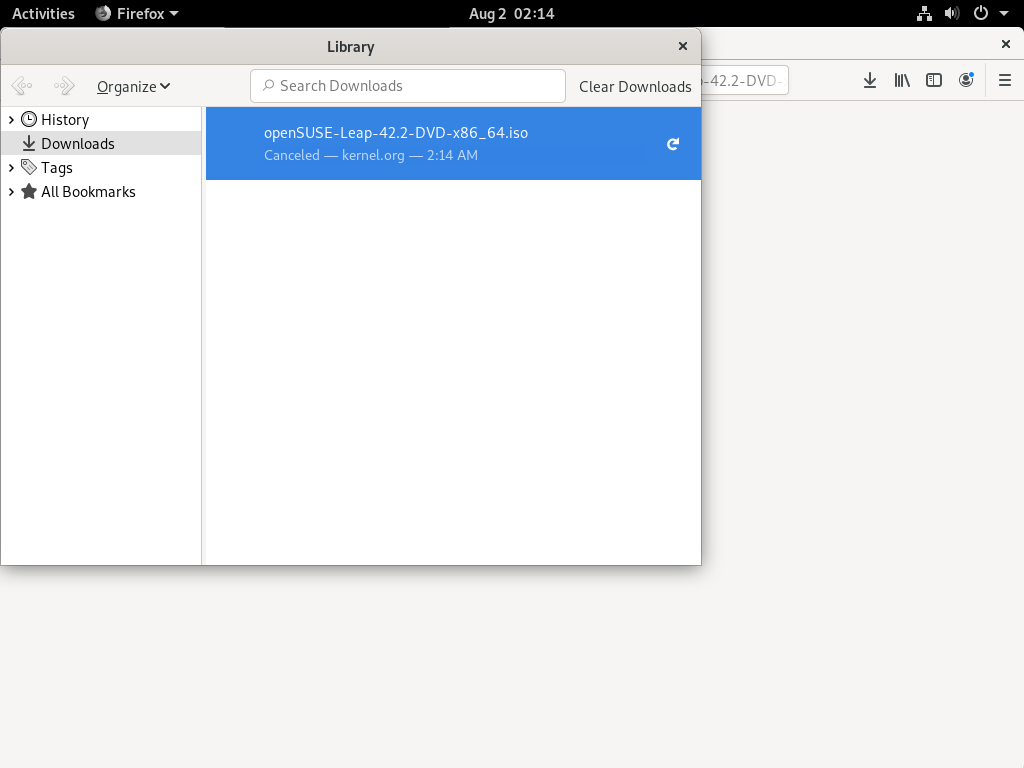 Activities Firefox Aug 2 02:14
Library
Organize Search Downloads Clear Downloads
-42.2-DVD-
History
Downloads
Tags
All Bookmarks
openSUSE-Leap-42.2-DVD-x86_64.iso
Canceled — kernel.org — 2:14 AM